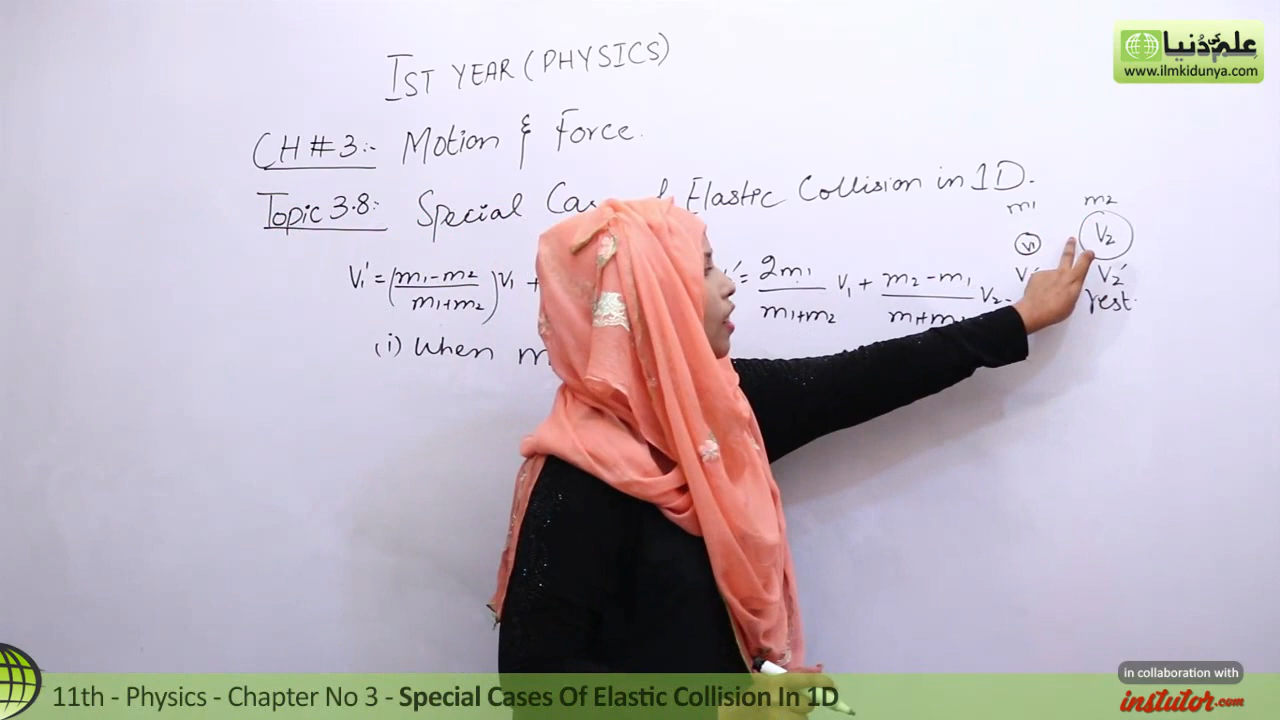 علم کی دُنیا
www.ilmkidunya.com
IST YEAR (PHYSICS)
CH # 3:- Motion & Force.
Topic 3.8: Special Elastic Collision in 1D.
m1 m2
V1 V2
V2'
rest.
V1' = (m1-m2 / m1+m2) V1 + ' = 2m1 / m1+m2 V1 + m2-m1 V2
(i) When
11th - Physics - Chapter No 3 - Special Cases Of Elastic Collision In 1D
in collaboration with
instutor.com